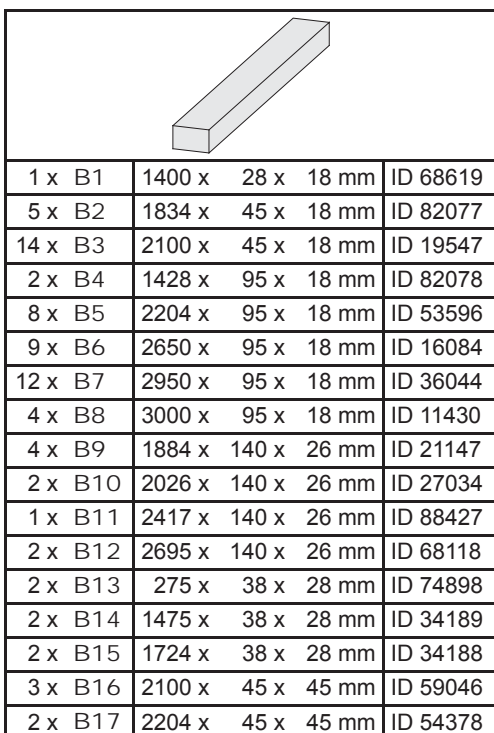 1 x B1 1400 x 28 x 18 mm ID 68619
5 x B2 1834 x 45 x 18 mm ID 82077
14 x B3 2100 x 45 x 18 mm ID 19547
2 x B4 1428 x 95 x 18 mm ID 82078
8 x B5 2204 x 95 x 18 mm ID 53596
9 x B6 2650 x 95 x 18 mm ID 16084
12 x B7 2950 x 95 x 18 mm ID 36044
4 x B8 3000 x 95 x 18 mm ID 11430
4 x B9 1884 x 140 x 26 mm ID 21147
2 x B10 2026 x 140 x 26 mm ID 27034
1 x B11 2417 x 140 x 26 mm ID 88427
2 x B12 2695 x 140 x 26 mm ID 68118
2 x B13 275 x 38 x 28 mm ID 74898
2 x B14 1475 x 38 x 28 mm ID 34189
2 x B15 1724 x 38 x 28 mm ID 34188
3 x B16 2100 x 45 x 45 mm ID 59046
2 x B17 2204 x 45 x 45 mm ID 54378